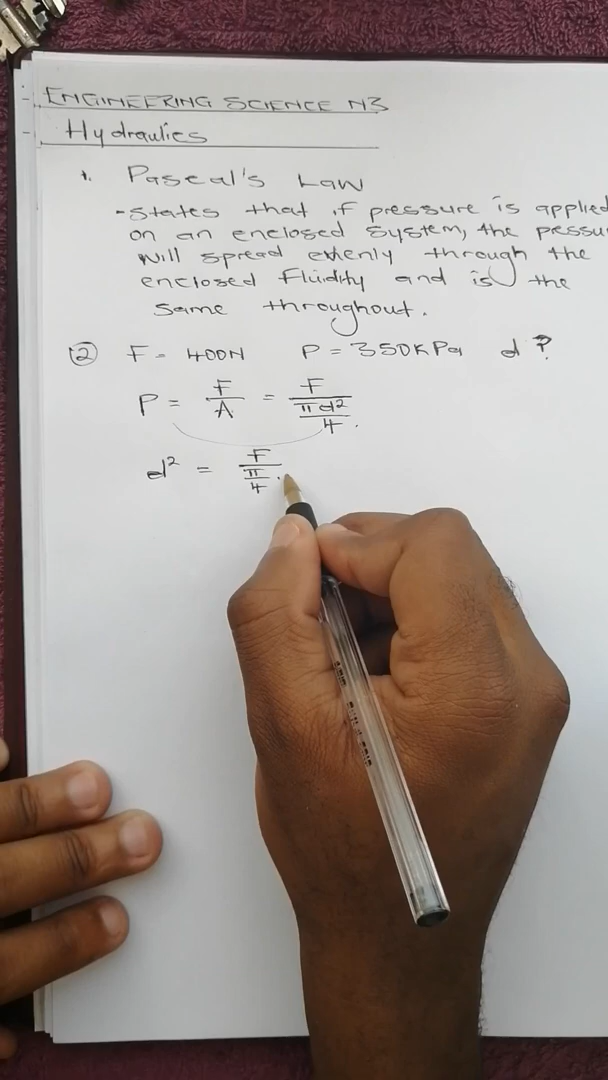 ENGINEERING SCIENCE N3
Hydraulics
1. Pascal's Law
- States that if pressure is applied
on an enclosed system, the pressu
will spread evenly through the
enclosed fluidity and is the
same throughout.
② F = 400N P = 350KPa d ?
P = F/A = F/(πd²/4).
d² = F/(π/4 .